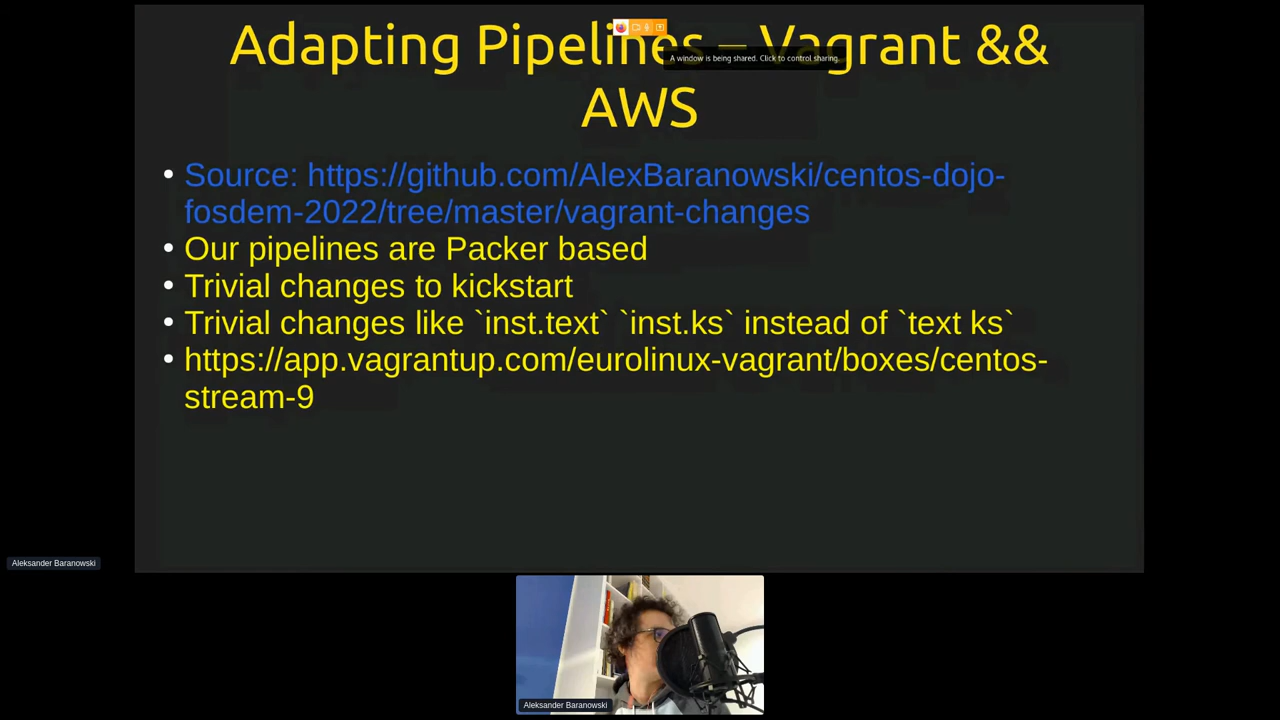 Adapting Pipelines – Vagrant &&
AWS
A window is being shared. Click to control sharing.
• Source: https://github.com/AlexBaranowski/centos-dojo-
fosdem-2022/tree/master/vagrant-changes
• Our pipelines are Packer based
• Trivial changes to kickstart
• Trivial changes like `inst.text` `inst.ks` instead of `text ks`
• https://app.vagrantup.com/eurolinux-vagrant/boxes/centos-
stream-9
Aleksander Baranowski
Aleksander Baranowski